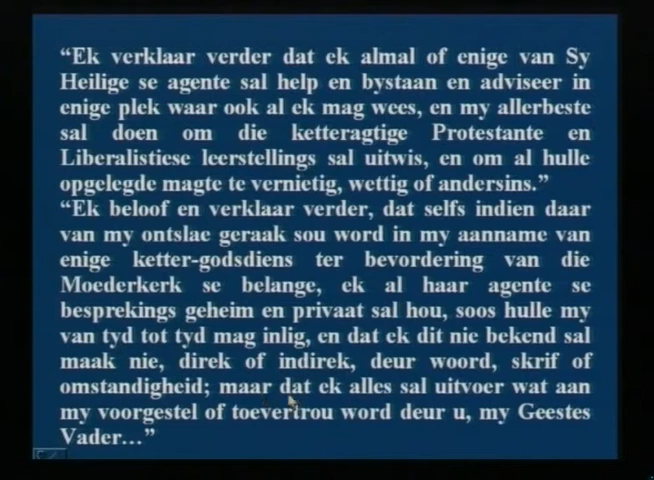 “Ek verklaar verder dat ek almal of enige van Sy
Heilige se agente sal help en bystaan en adviseer in
enige plek waar ook al ek mag wees, en my allerbeste
sal doen om die ketteragtige Protestante en
Liberalistiese leerstellings sal uitwis, en om al hulle
opgelegde magte te vernietig, wettig of andersins.”
“Ek beloof en verklaar verder, dat selfs indien daar
van my ontslae geraak sou word in my aanname van
enige ketter-godsdiens ter bevordering van die
Moederkerk se belange, ek al haar agente se
besprekings geheim en privaat sal hou, soos hulle my
van tyd tot tyd mag inlig, en dat ek dit nie bekend sal
maak nie, direk of indirek, deur woord, skrif of
omstandigheid; maar dat ek alles sal uitvoer wat aan
my voorgestel of toevertrou word deur u, my Geestes
Vader…”